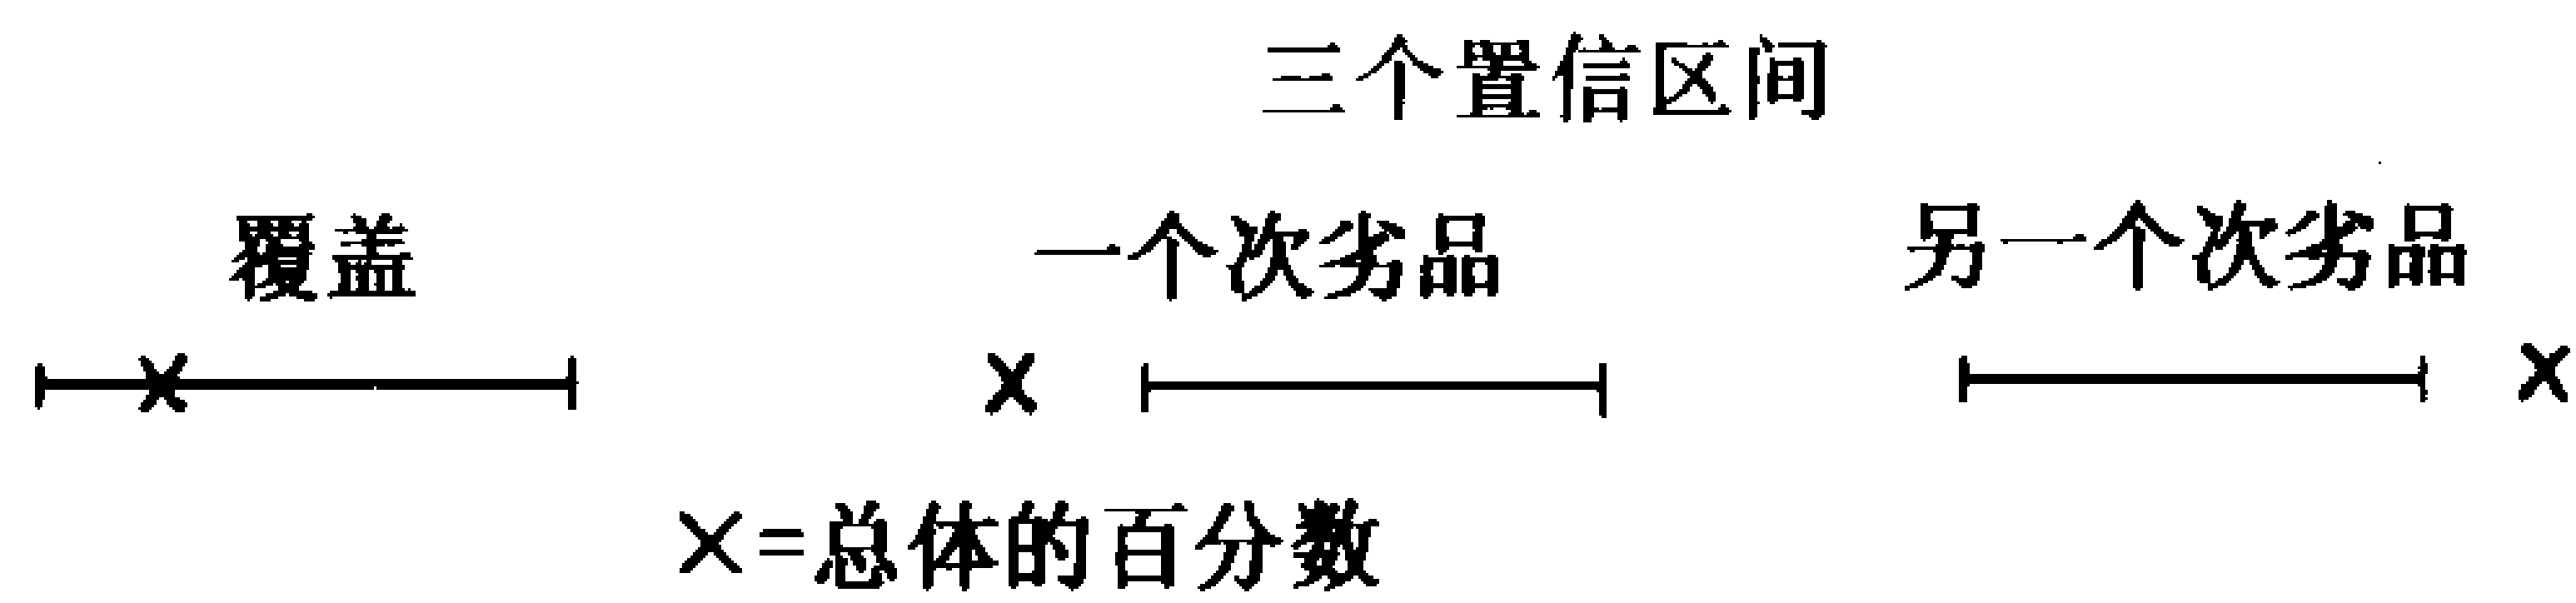 三个置信区间
覆盖
一个次劣品
另一个次劣品
×=总体的百分数